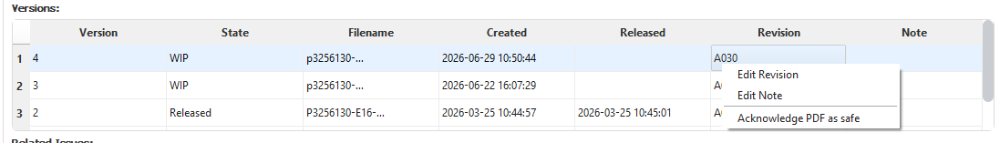 Versions:
Version State Filename Created Released Revision Note
1 4 WIP p3256130-... 2026-06-29 10:50:44 A030
2 3 WIP p3256130-... 2026-06-22 16:07:29
3 2 Released P3256130-E16-... 2026-03-25 10:44:57 2026-03-25 10:45:01
Edit Revision
Edit Note
Acknowledge PDF as safe
Related Issues: